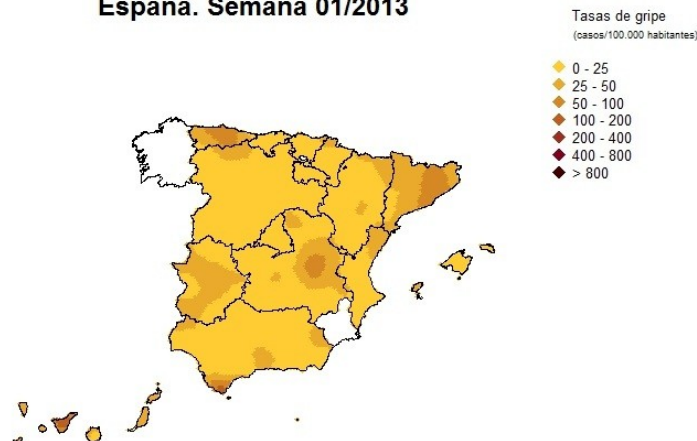 España. Semana 01/2013
Tasas de gripe
(casos/100.000 habitantes)
0 - 25
25 - 50
50 - 100
100 - 200
200 - 400
400 - 800
> 800